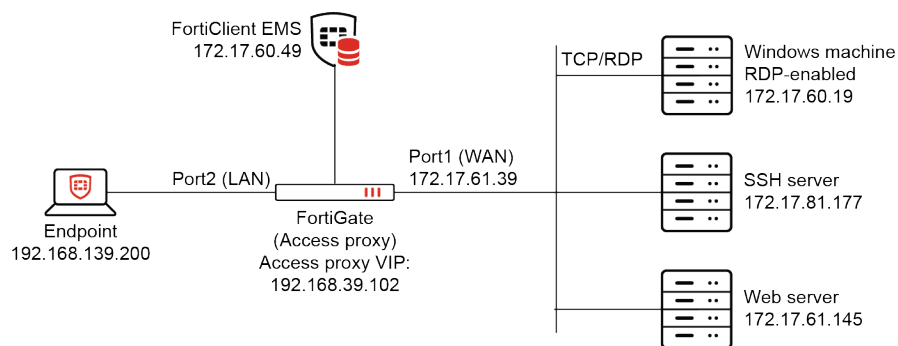 FortiClient EMS
172.17.60.49
TCP/RDP
Windows machine
RDP-enabled
172.17.60.19
Port2 (LAN)
Port1 (WAN)
172.17.61.39
Endpoint
192.168.139.200
FortiGate
(Access proxy)
Access proxy VIP:
192.168.39.102
SSH server
172.17.81.177
Web server
172.17.61.145